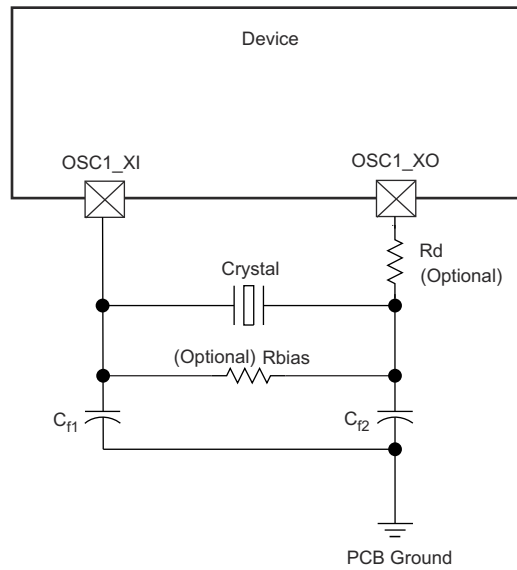 Device
OSC1_XI
OSC1_XO
Rd
(Optional)
Crystal
(Optional) Rbias
Cf1
Cf2
PCB Ground